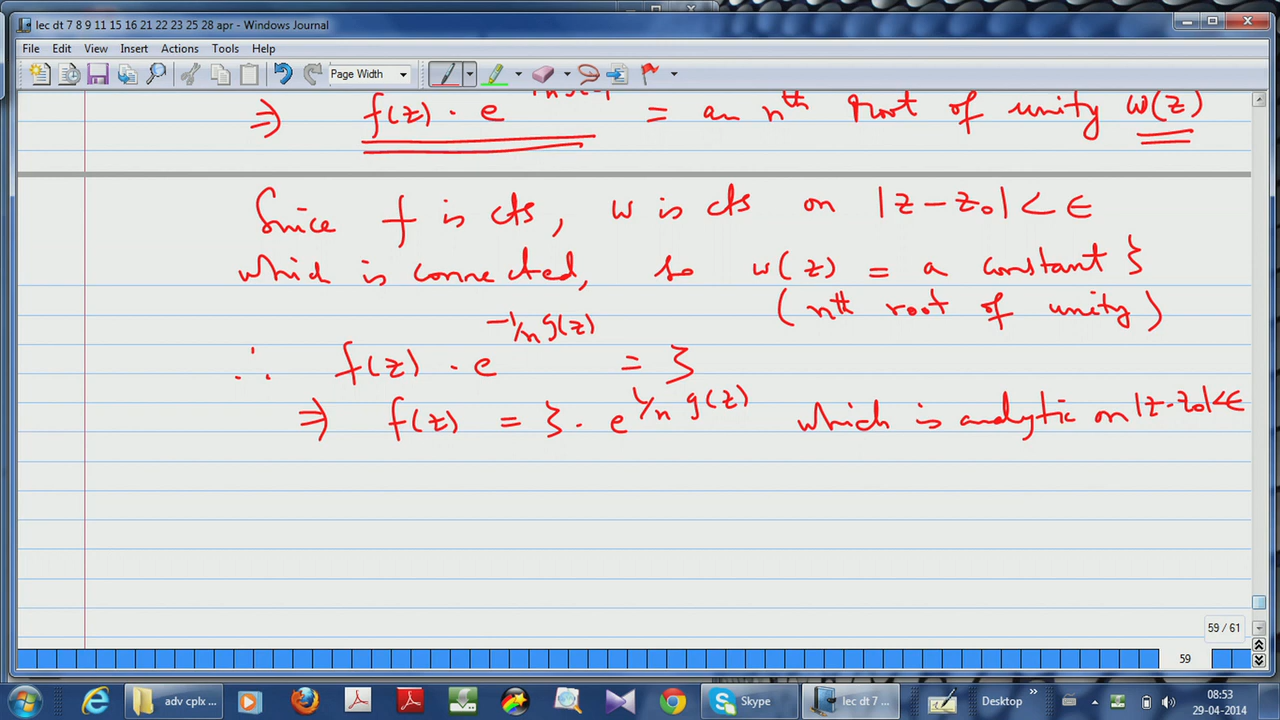 lec dt 7 8 9 11 15 16 21 22 23 25 28 apr - Windows Journal
File Edit View Insert Actions Tools Help
Page Width
⇒ f(z) · e = an nth root of unity w(z)
Since f is cts, w is cts on |z - z₀| < ε
which is connected, so w(z) = a constant ζ
(nth root of unity)
∴ f(z) · e^{-1/n g(z)} = ζ
⇒ f(z) = ζ · e^{1/n g(z)} which is analytic on |z - z₀| < ε
59 / 61
59
adv cplx ... Skype lec dt 7 ... Desktop » 08:53
29-04-2014